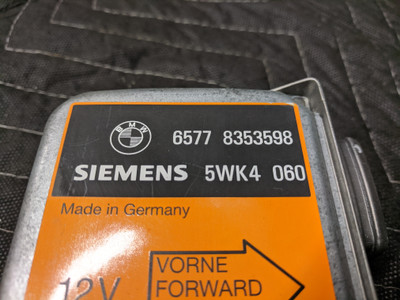 BMW
6577 8353598
SIEMENS 5WK4 060
Made in Germany
12V
VORNE
FORWARD